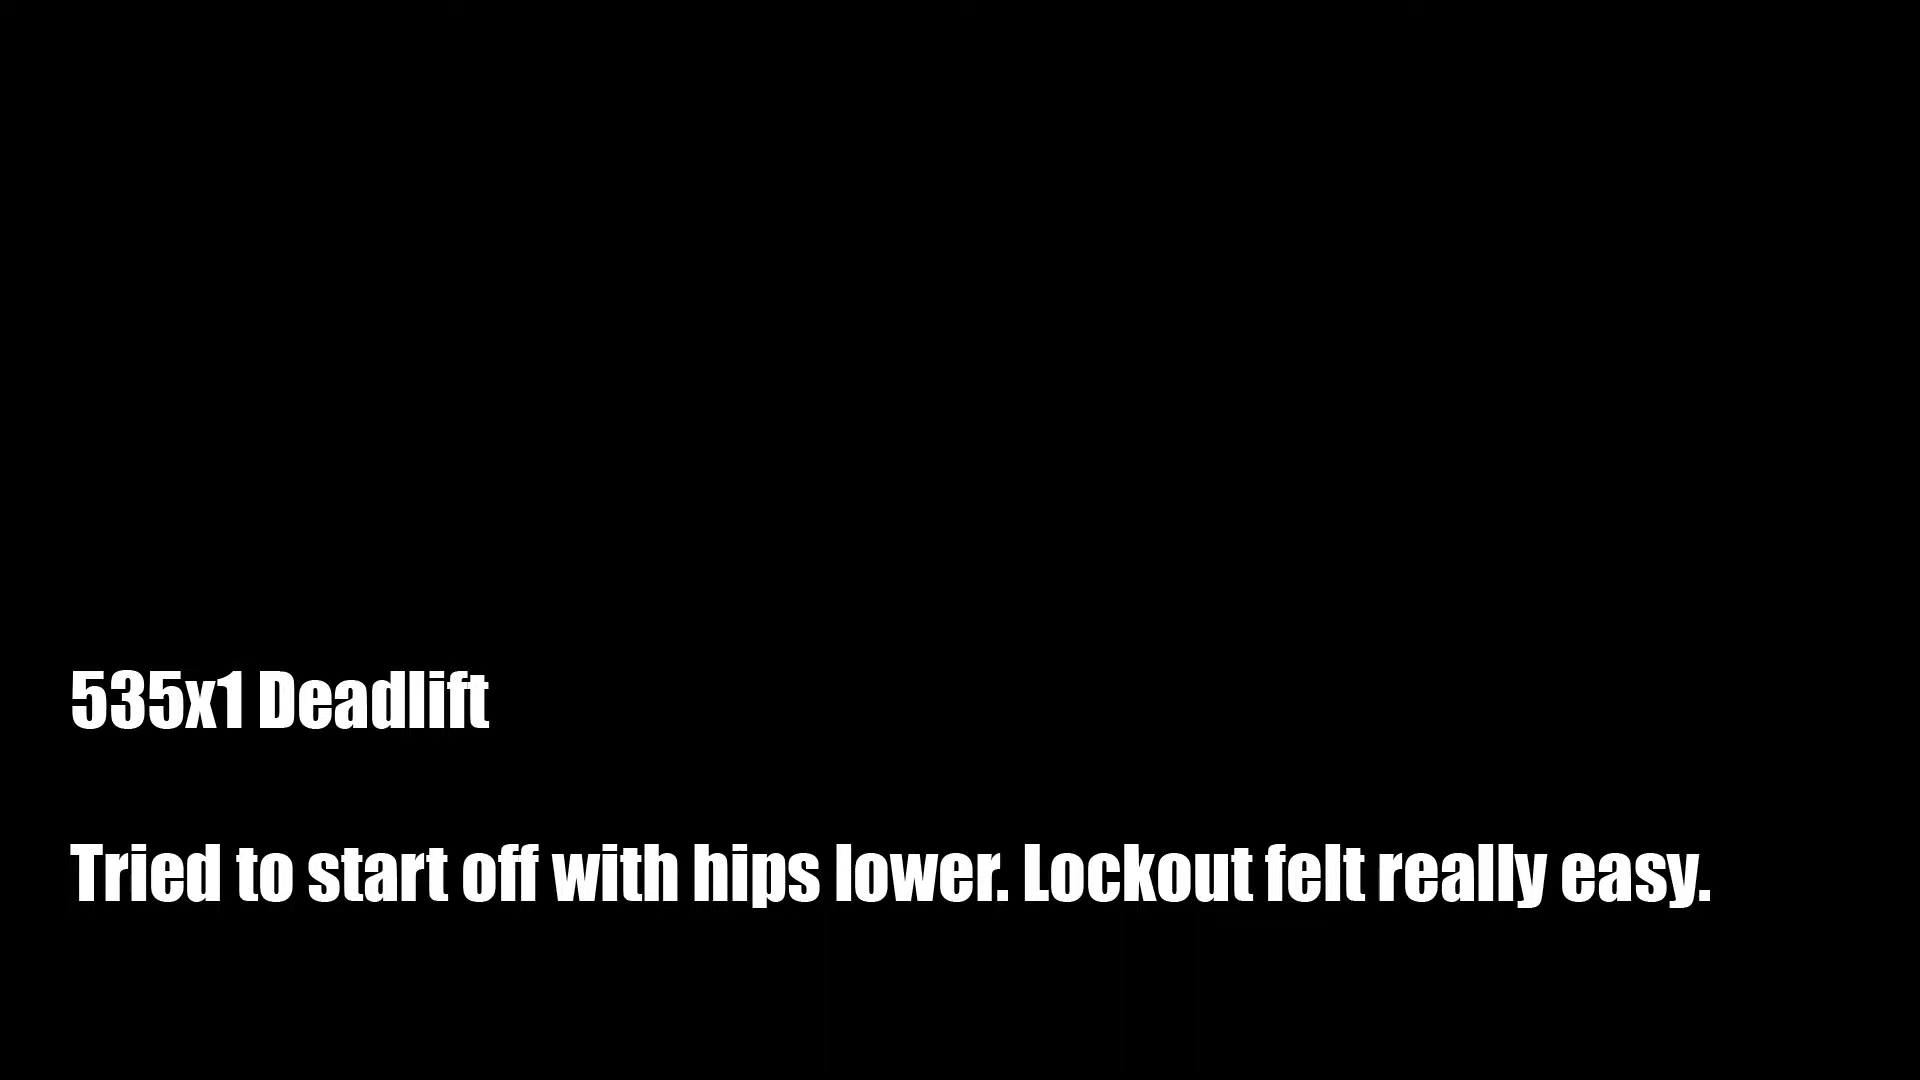 535x1 Deadlift
Tried to start off with hips lower. Lockout felt really easy.